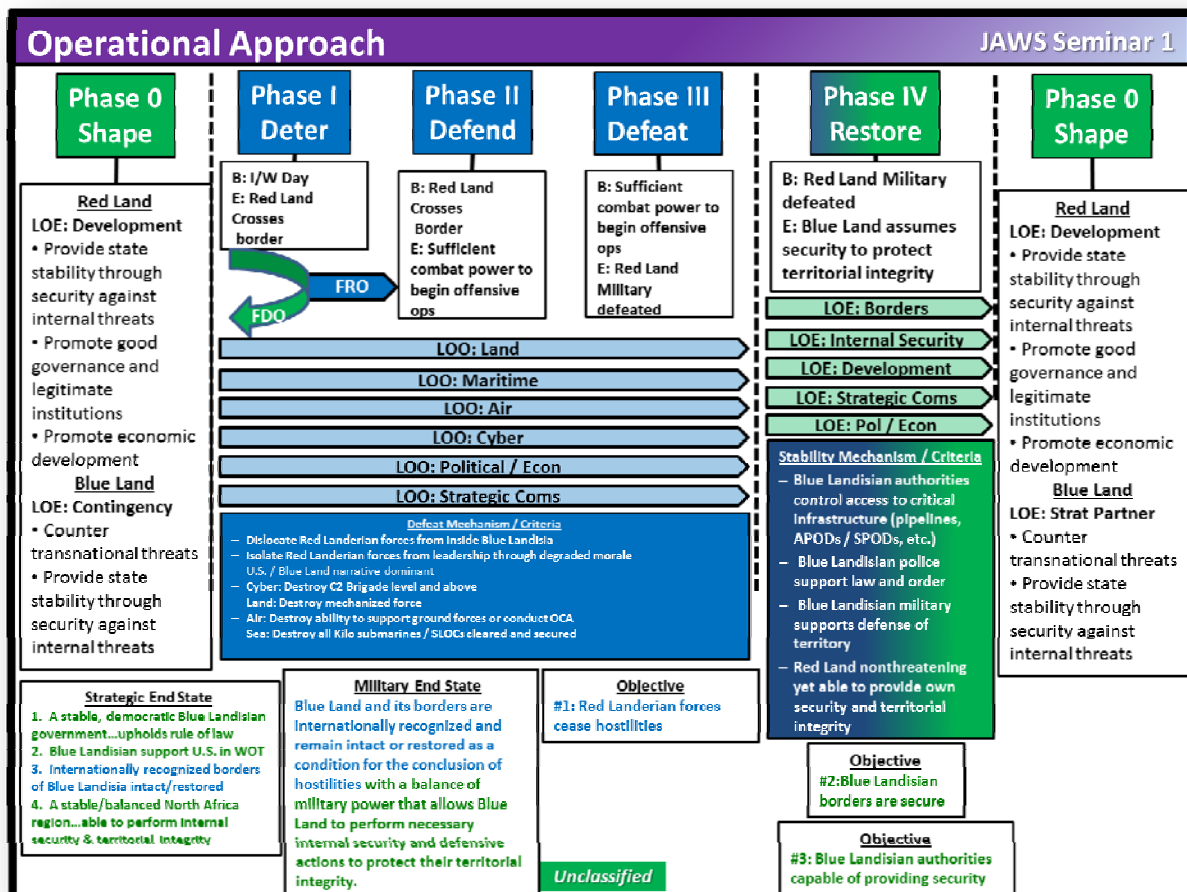 Operational Approach
JAWS Seminar 1
Phase 0
Shape
Red Land
LOE: Development
• Provide state
stability through
security against
internal threats
• Promote good
governance and
legitimate
institutions
• Promote economic
development
Blue Land
LOE: Contingency
• Counter
transnational threats
• Provide state
stability through
security against
internal threats
Phase I
Deter
B: I/W Day
E: Red Land
Crosses
border
FRO
FDO
Phase II
Defend
B: Red Land
Crosses
Border
E: Sufficient
combat power to
begin offensive
ops
Phase III
Defeat
B: Sufficient
combat power to
begin offensive
ops
E: Red Land
Military
defeated
LOO: Land
LOO: Maritime
LOO: Air
LOO: Cyber
LOO: Political / Econ
LOO: Strategic Coms
Defeat Mechanism / Criteria
– Dislocate Red Landerian forces from inside Blue Landisia
– Isolate Red Landerian forces from leadership through degraded morale
U.S. / Blue Land narrative dominant
– Cyber: Destroy C2 Brigade level and above
Land: Destroy mechanized force
– Air: Destroy ability to support ground forces or conduct OCA
Sea: Destroy all Kilo submarines / SLOCs cleared and secured
Phase IV
Restore
B: Red Land Military
defeated
E: Blue Land assumes
security to protect
territorial integrity
LOE: Borders
LOE: Internal Security
LOE: Development
LOE: Strategic Coms
LOE: Pol / Econ
Stability Mechanism / Criteria
– Blue Landisian authorities
control access to critical
infrastructure (pipelines,
APODs / SPODs, etc.)
– Blue Landisian police
support law and order
– Blue Landisian military
supports defense of
territory
– Red Land nonthreatening
yet able to provide own
security and territorial
integrity
Phase 0
Shape
Red Land
LOE: Development
• Provide state
stability through
security against
internal threats
• Promote good
governance and
legitimate
institutions
• Promote economic
development
Blue Land
LOE: Strat Partner
• Counter
transnational threats
• Provide state
stability through
security against
internal threats
Strategic End State
1. A stable, democratic Blue Landisian
government...upholds rule of law
2. Blue Landisian support U.S. in WOT
3. Internationally recognized borders
of Blue Landisia intact/restored
4. A stable/balanced North Africa
region...able to perform internal
security & territorial integrity
Military End State
Blue Land and its borders are
internationally recognized and
remain intact or restored as a
condition for the conclusion of
hostilities with a balance of
military power that allows Blue
Land to perform necessary
internal security and defensive
actions to protect their territorial
integrity.
Objective
#1: Red Landerian forces
cease hostilities
Objective
#2:Blue Landisian
borders are secure
Objective
#3: Blue Landisian authorities
capable of providing security
Unclassified